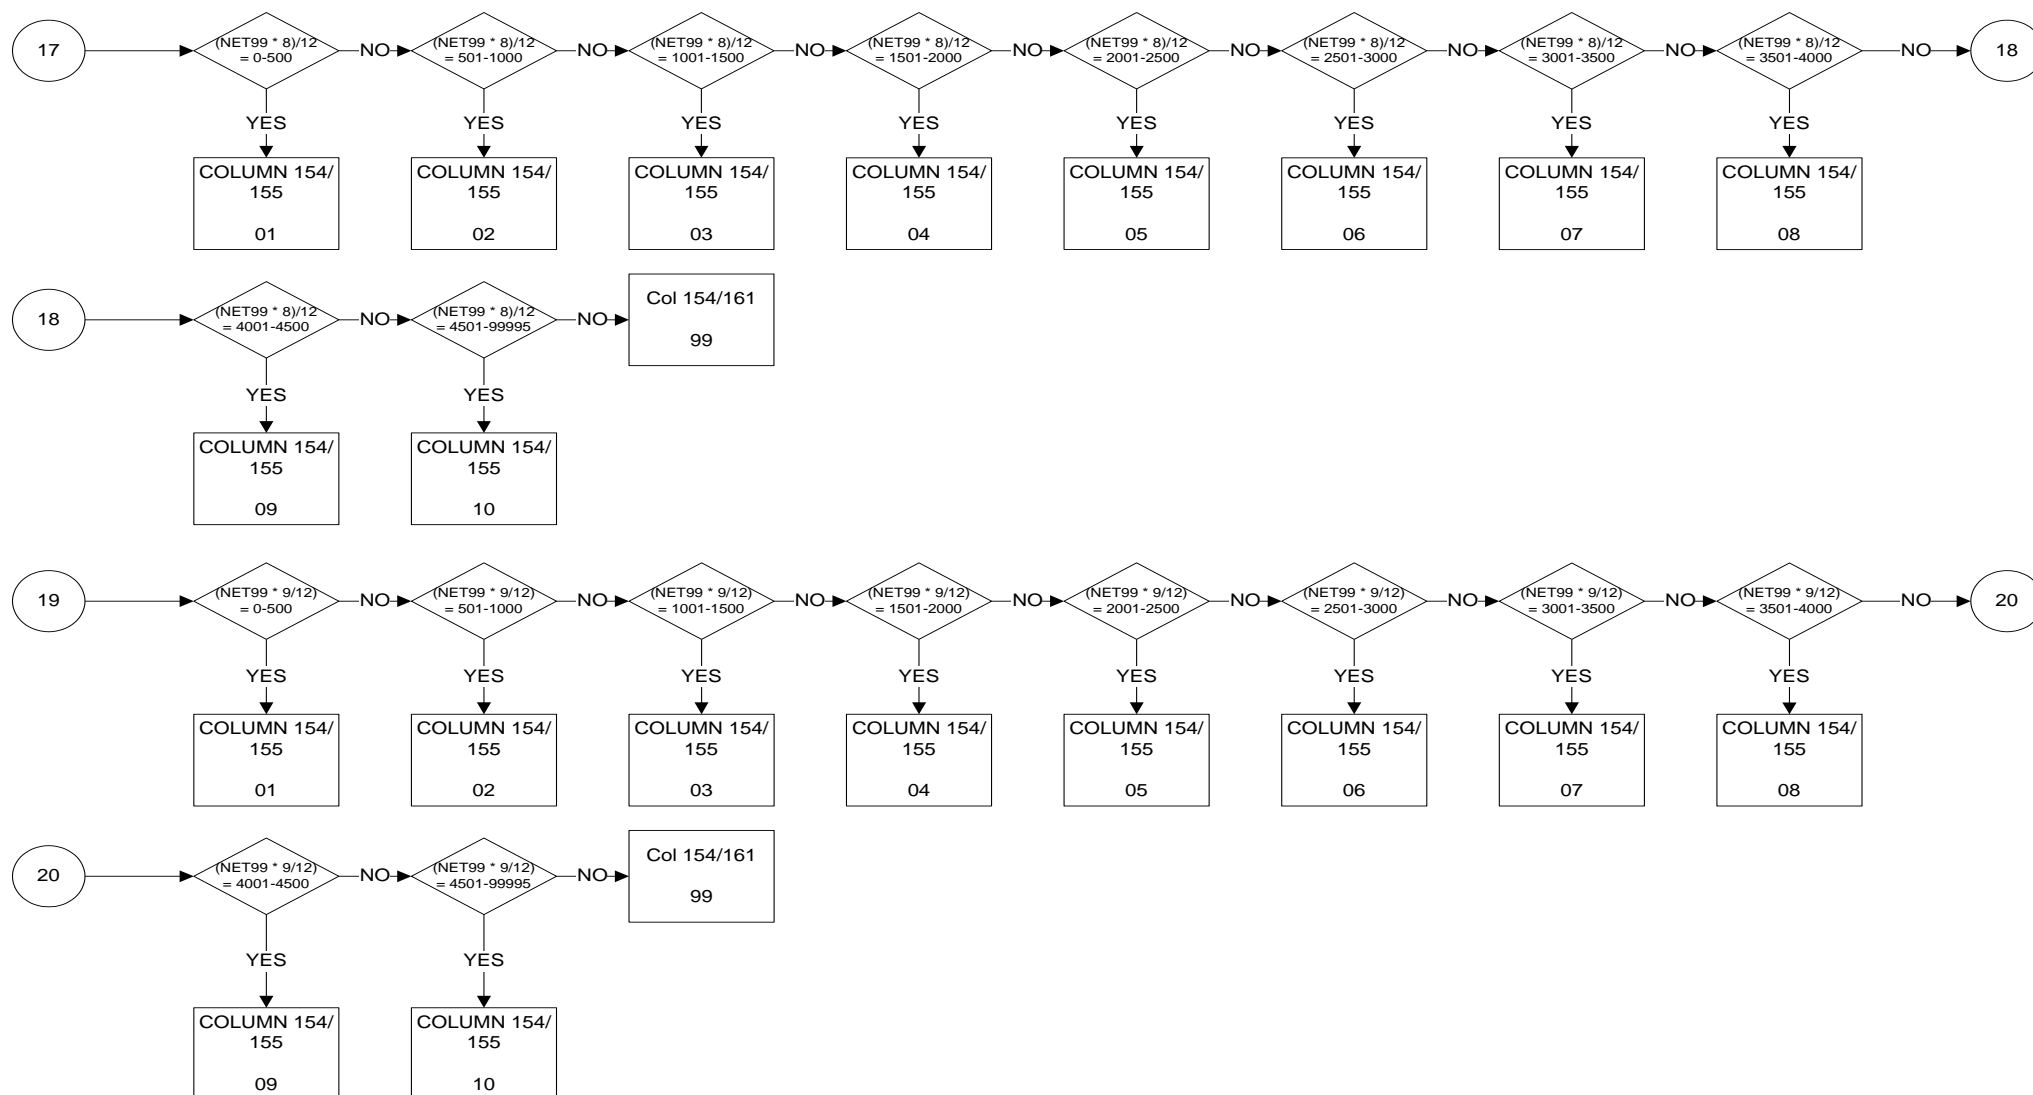 17
(NET99 * 8)/12
= 0-500
NO
(NET99 * 8)/12
= 501-1000
NO
(NET99 * 8)/12
= 1001-1500
NO
(NET99 * 8)/12
= 1501-2000
NO
(NET99 * 8)/12
= 2001-2500
NO
(NET99 * 8)/12
= 2501-3000
NO
(NET99 * 8)/12
= 3001-3500
NO
(NET99 * 8)/12
= 3501-4000
NO
18
YES
YES
YES
YES
YES
YES
YES
YES
COLUMN 154/
155
01
COLUMN 154/
155
02
COLUMN 154/
155
03
COLUMN 154/
155
04
COLUMN 154/
155
05
COLUMN 154/
155
06
COLUMN 154/
155
07
COLUMN 154/
155
08
18
(NET99 * 8)/12
= 4001-4500
NO
(NET99 * 8)/12
= 4501-99995
NO
Col 154/161
99
YES
YES
COLUMN 154/
155
09
COLUMN 154/
155
10
19
(NET99 * 9/12)
= 0-500
NO
(NET99 * 9/12)
= 501-1000
NO
(NET99 * 9/12)
= 1001-1500
NO
(NET99 * 9/12)
= 1501-2000
NO
(NET99 * 9/12)
= 2001-2500
NO
(NET99 * 9/12)
= 2501-3000
NO
(NET99 * 9/12)
= 3001-3500
NO
(NET99 * 9/12)
= 3501-4000
NO
20
YES
YES
YES
YES
YES
YES
YES
YES
COLUMN 154/
155
01
COLUMN 154/
155
02
COLUMN 154/
155
03
COLUMN 154/
155
04
COLUMN 154/
155
05
COLUMN 154/
155
06
COLUMN 154/
155
07
COLUMN 154/
155
08
20
(NET99 * 9/12)
= 4001-4500
NO
(NET99 * 9/12)
= 4501-99995
NO
Col 154/161
99
YES
YES
COLUMN 154/
155
09
COLUMN 154/
155
10